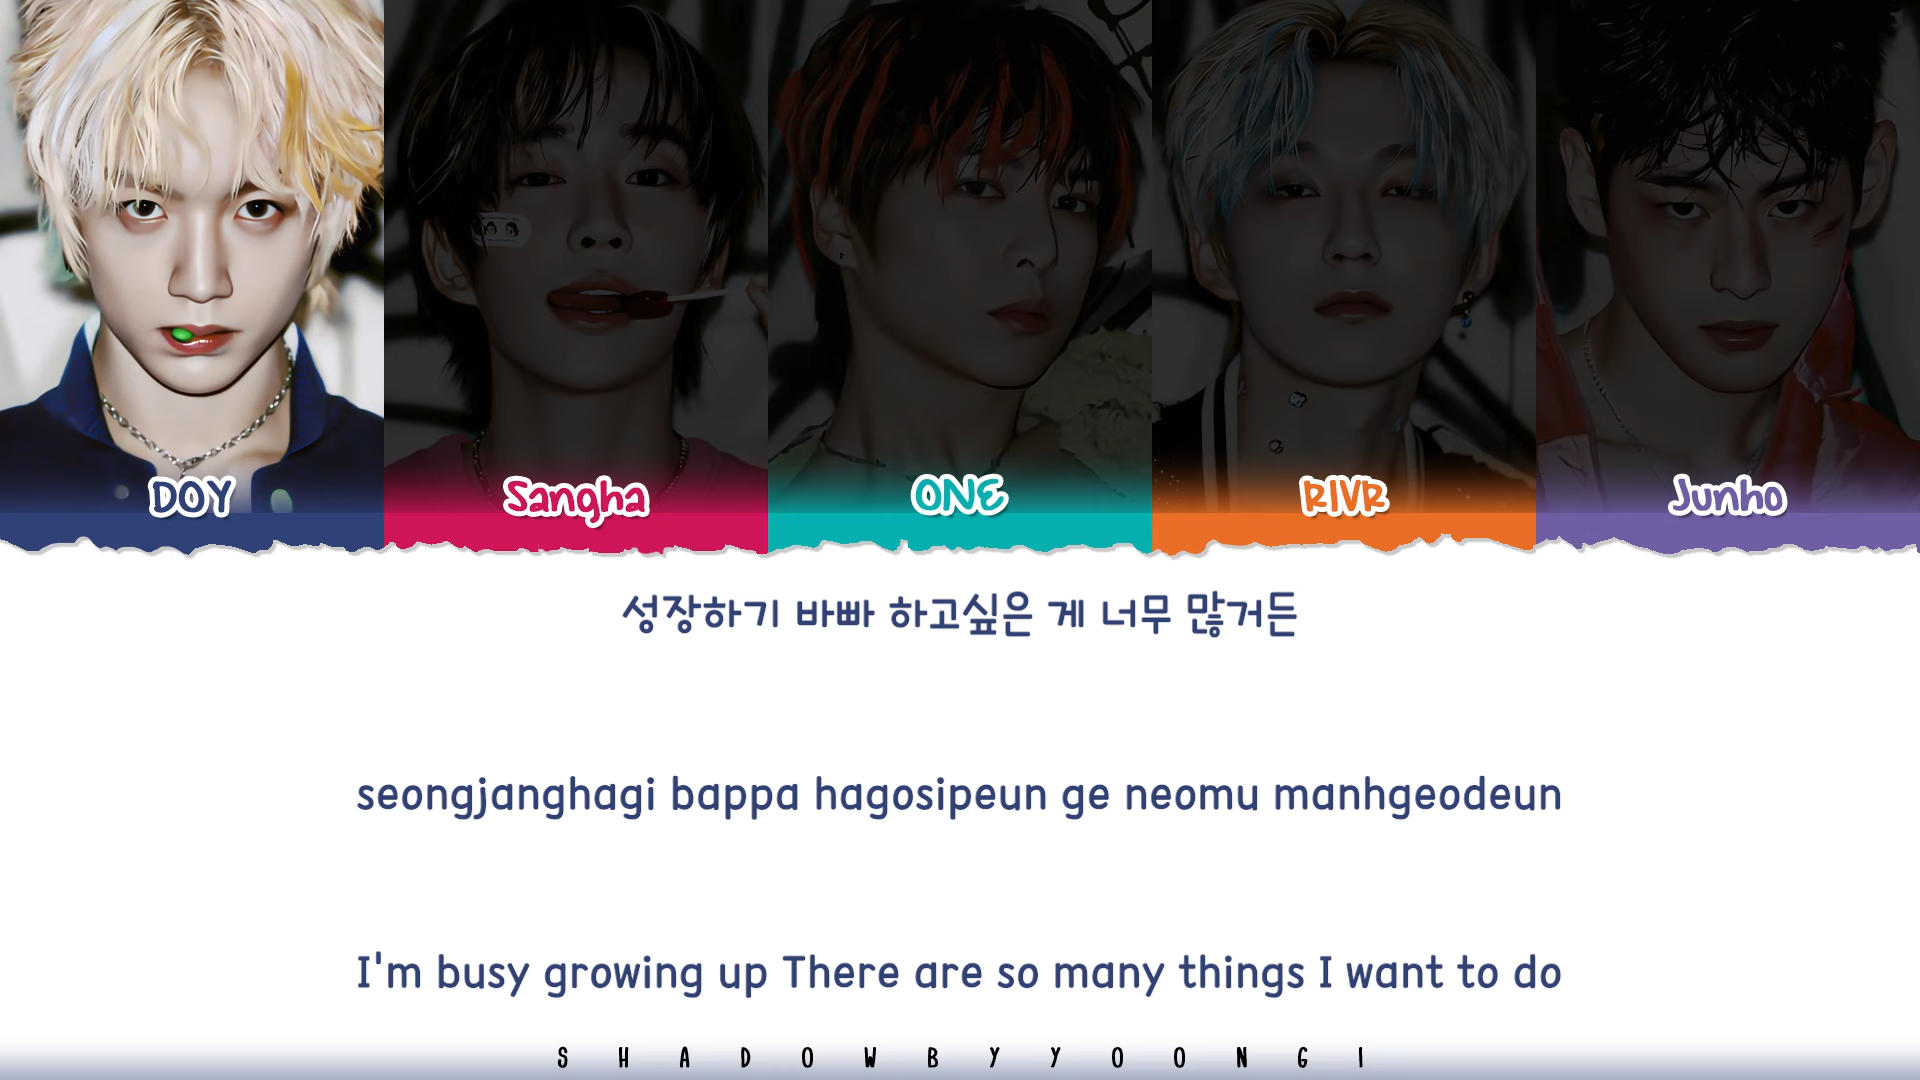 DOY Sangha ONE RIVR Junho
성장하기 바빠 하고싶은 게 너무 많거든
seongjanghagi bappa hagosipeun ge neomu manhgeodeun
I'm busy growing up There are so many things I want to do
SHADOWBYYOONGI